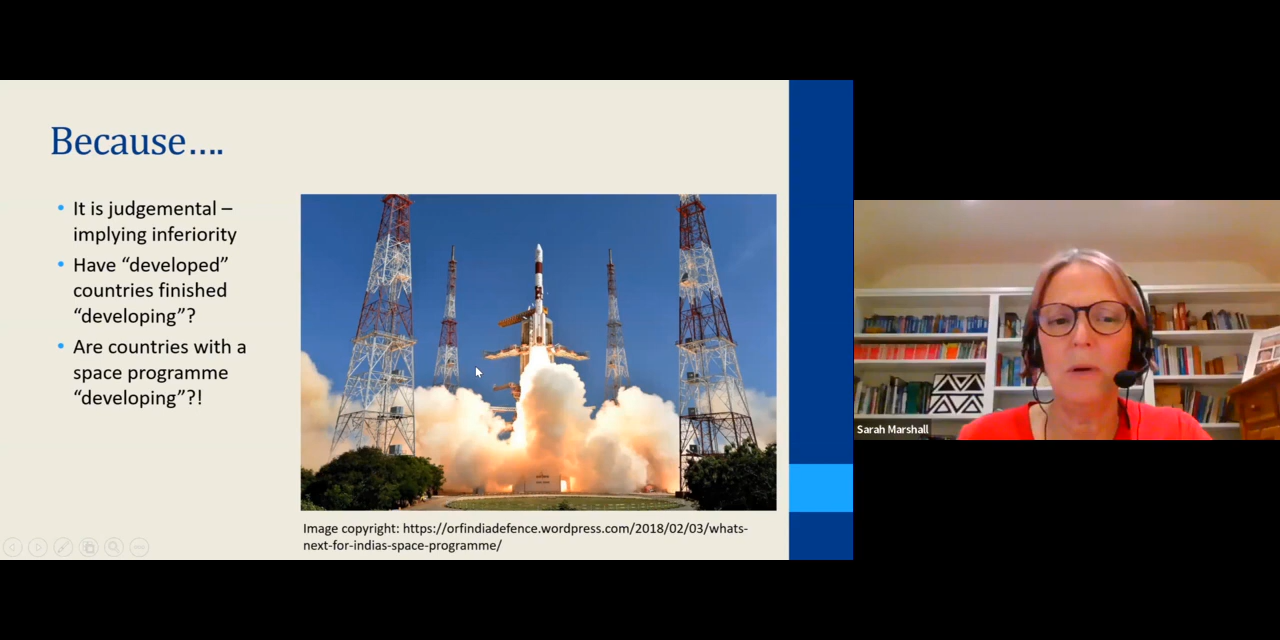 Because....
• It is judgemental –
implying inferiority
• Have “developed”
countries finished
“developing”?
• Are countries with a
space programme
“developing”?!
Image copyright: https://orfindiadefence.wordpress.com/2018/02/03/whats-
next-for-indias-space-programme/
Sarah Marshall